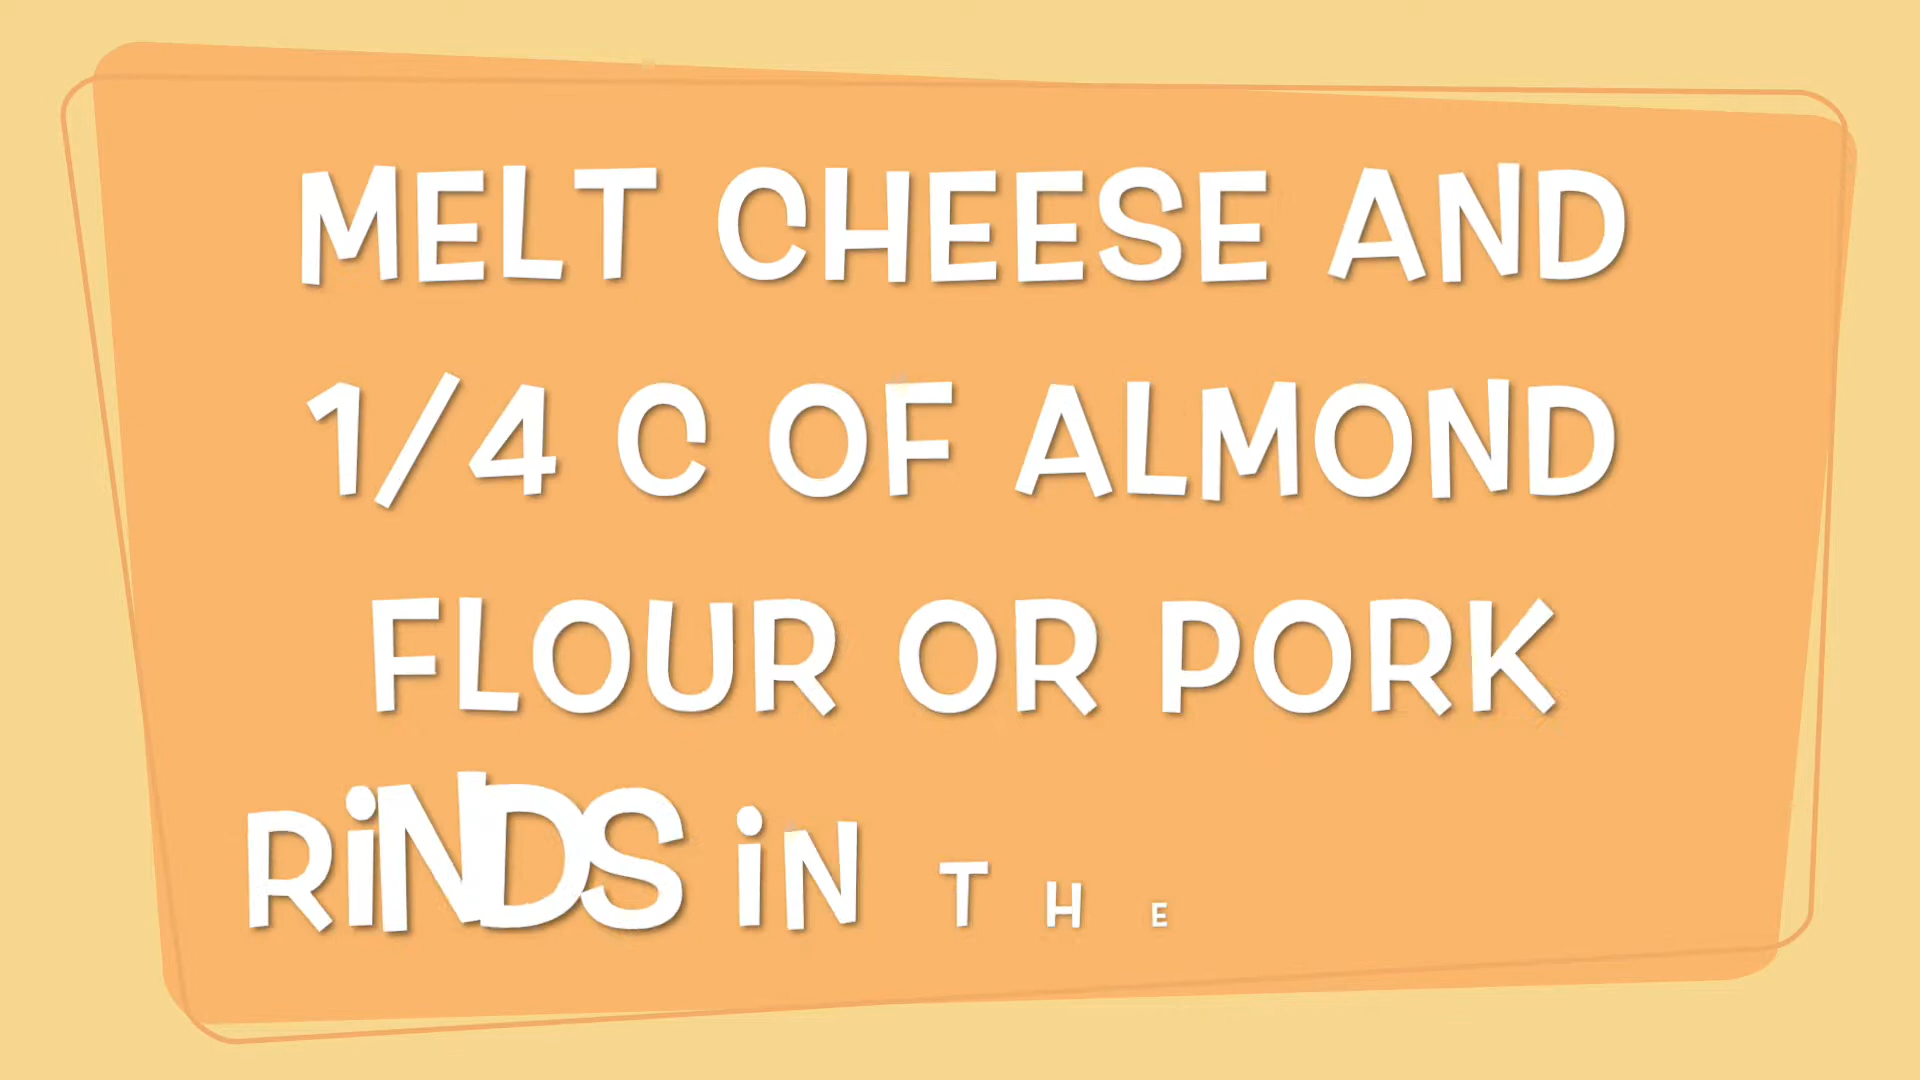 MELT CHEESE AND
1/4 C OF ALMOND
FLOUR OR PORK
RiNDS iN THE